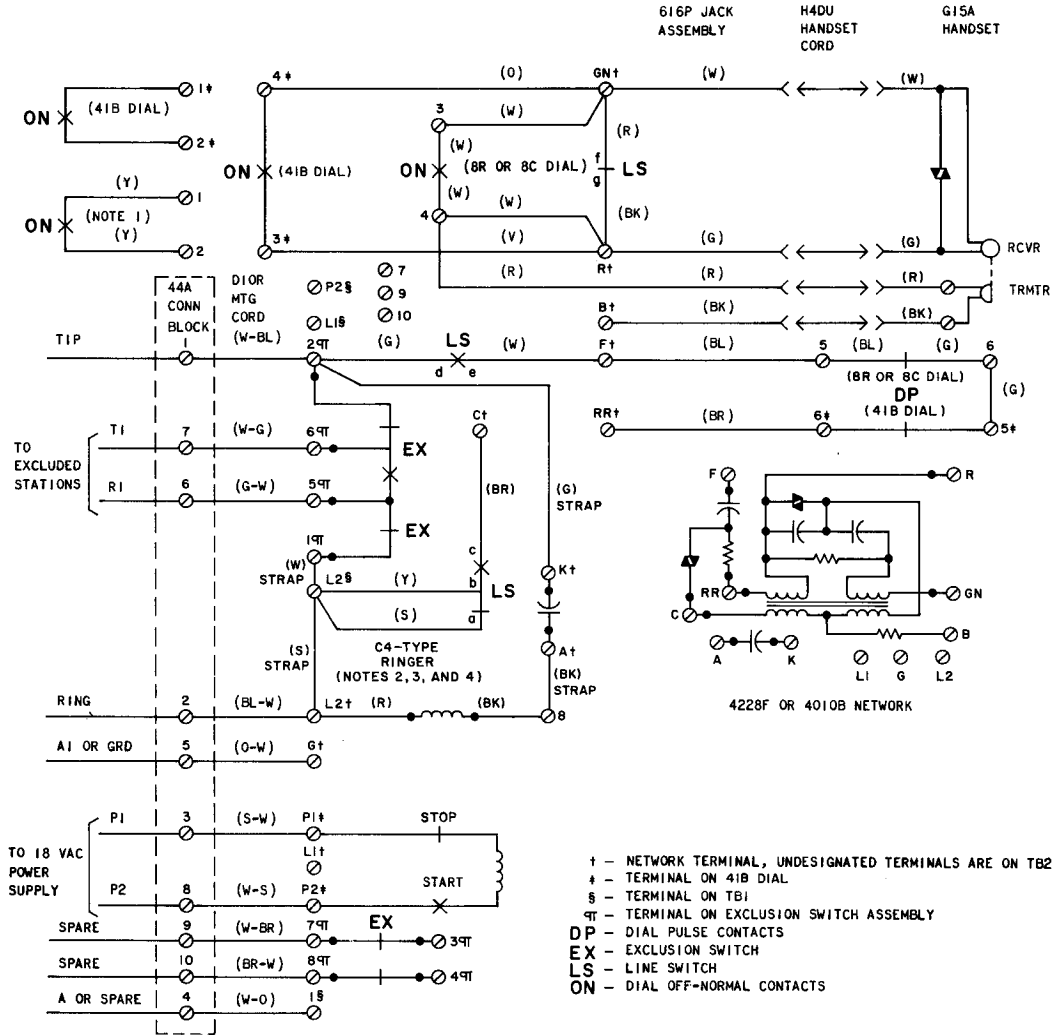 616P JACK ASSEMBLY
H4DU HANDSET CORD
G15A HANDSET
1‡
ON (41B DIAL)
2‡
4‡ (O) GN† (W) (W)
3 (W)
(R)
(W)
ON (41B DIAL)
ON (8R OR 8C DIAL)
f
g
LS
(Y) 1
ON (NOTE 1)
(Y) 2
(W)
4 (W) (BK)
3‡ (V) R† (G) (G) RCVR
(R) (R) (R) TRMTR
44A CONN BLOCK
DIOR MTG CORD
P2§
7
9
10
L1§
B† (BK) (BK)
TIP 1 (W-BL) 2¶ (G) LS (W) F† (BL) 5 (BL) (G) 6
d e
(8R OR 8C DIAL)
DP
(41B DIAL)
(G)
RR† (BR) 6‡ 5‡
C†
TO EXCLUDED STATIONS
T1 7 (W-G) 6¶
EX
R1 6 (G-W) 5¶
EX
(BR)
(G) STRAP
1¶
(W) STRAP
L2§ (Y)
(S)
c
b
a
LS
K†
A†
(S) STRAP
C4-TYPE RINGER
(NOTES 2, 3, AND 4)
(BK) STRAP
RING 2 (BL-W) L2† (R) (BK) 8
A1 OR GRD 5 (O-W) G†
F R
RR GN
C B
A K
L1 G L2
4228F OR 4010B NETWORK
TO 18 VAC POWER SUPPLY
P1 3 (S-W) P1‡ STOP
L1†
P2 8 (W-S) P2‡ START
SPARE 9 (W-BR) 7¶ EX 3¶
SPARE 10 (BR-W) 8¶ 4¶
A OR SPARE 4 (W-O) 1§
† – NETWORK TERMINAL, UNDESIGNATED TERMINALS ARE ON TB2
‡ – TERMINAL ON 41B DIAL
§ – TERMINAL ON TB1
¶ – TERMINAL ON EXCLUSION SWITCH ASSEMBLY
DP – DIAL PULSE CONTACTS
EX – EXCLUSION SWITCH
LS – LINE SWITCH
ON – DIAL OFF-NORMAL CONTACTS